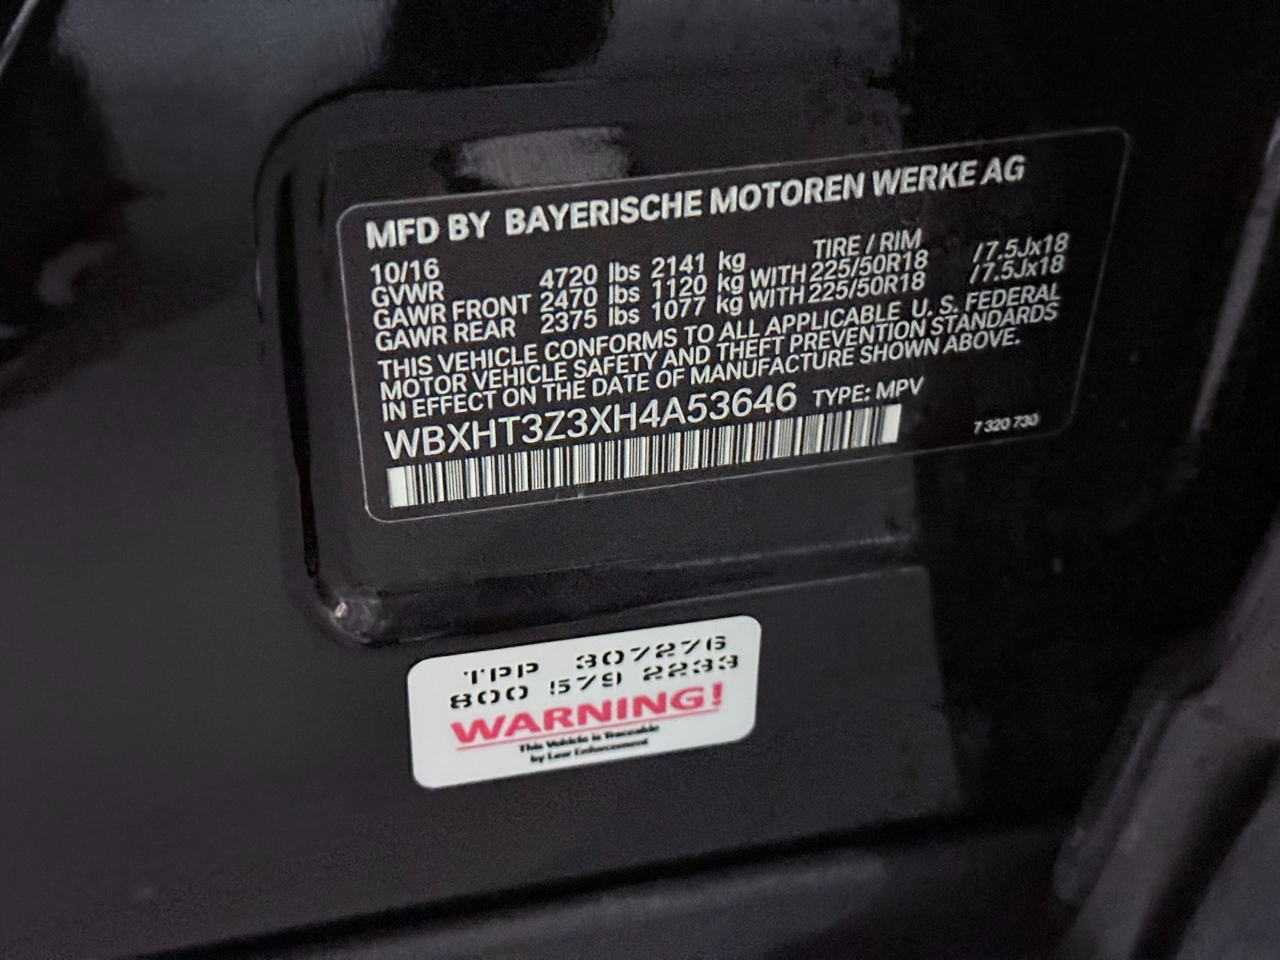 MFD BY BAYERISCHE MOTOREN WERKE AG
10/16 TIRE / RIM
GVWR 4720 lbs 2141 kg
GAWR FRONT 2470 lbs 1120 kg WITH 225/50R18 /7.5Jx18
GAWR REAR 2375 lbs 1077 kg WITH 225/50R18 /7.5Jx18
THIS VEHICLE CONFORMS TO ALL APPLICABLE U. S. FEDERAL
MOTOR VEHICLE SAFETY AND THEFT PREVENTION STANDARDS
IN EFFECT ON THE DATE OF MANUFACTURE SHOWN ABOVE.
WBXHT3Z3XH4A53646 TYPE: MPV
7 320 730
TPP 307276
800 579 2233
WARNING!
This Vehicle is Traceable
by Law Enforcement